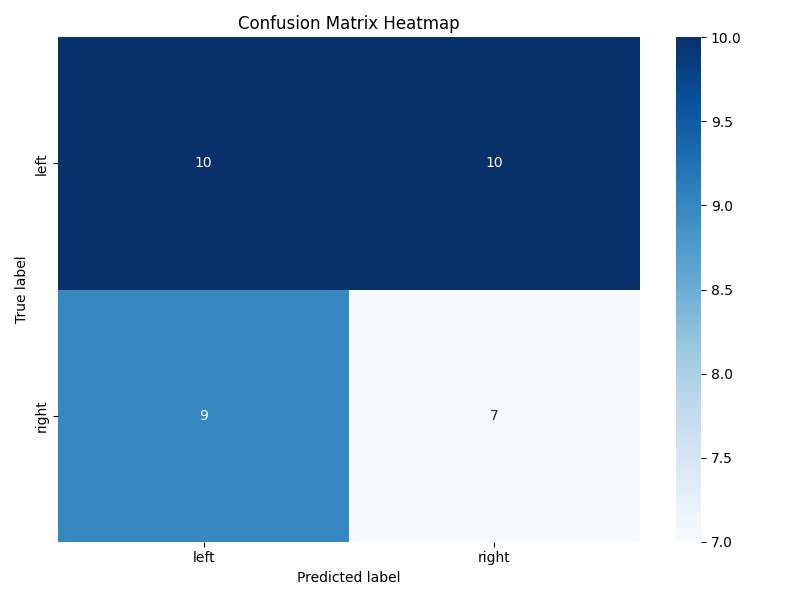 Confusion Matrix Heatmap
True label
left
right
10
10
9
7
left
right
Predicted label
10.0
9.5
9.0
8.5
8.0
7.5
7.0